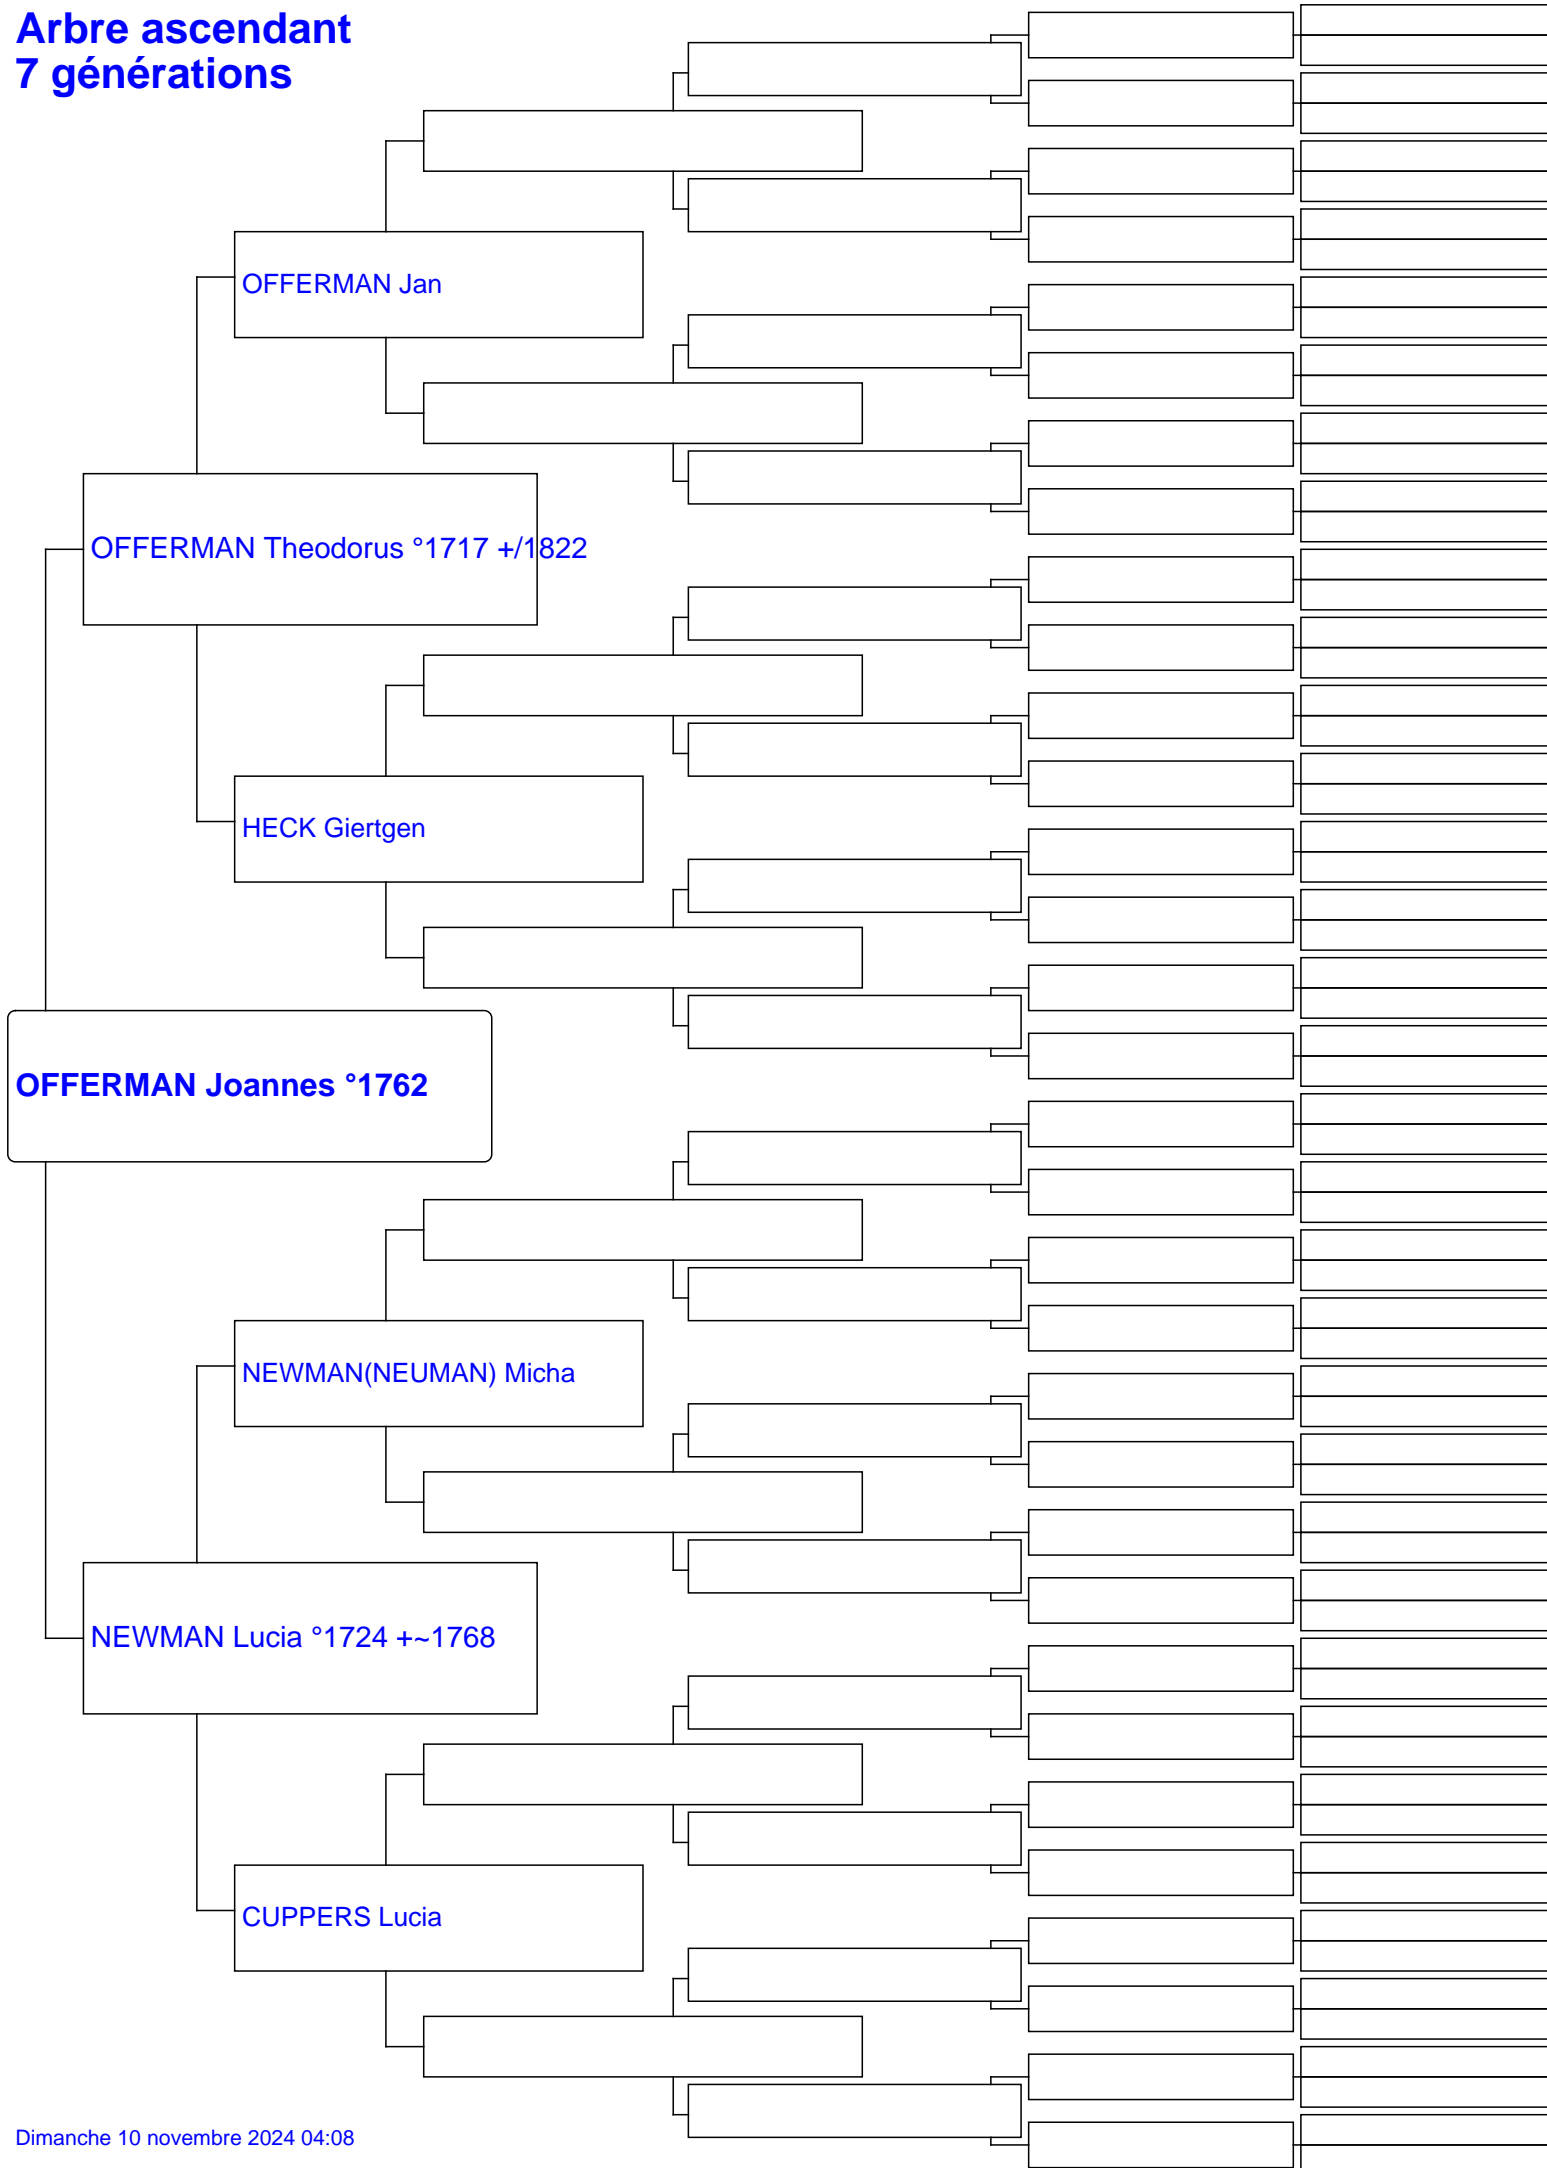 Arbre ascendant
7 générations
OFFERMAN Jan
OFFERMAN Theodorus °1717 +/1822
HECK Giertgen
OFFERMAN Joannes °1762
NEWMAN(NEUMAN) Micha
NEWMAN Lucia °1724 +~1768
CUPPERS Lucia
Dimanche 10 novembre 2024 04:08